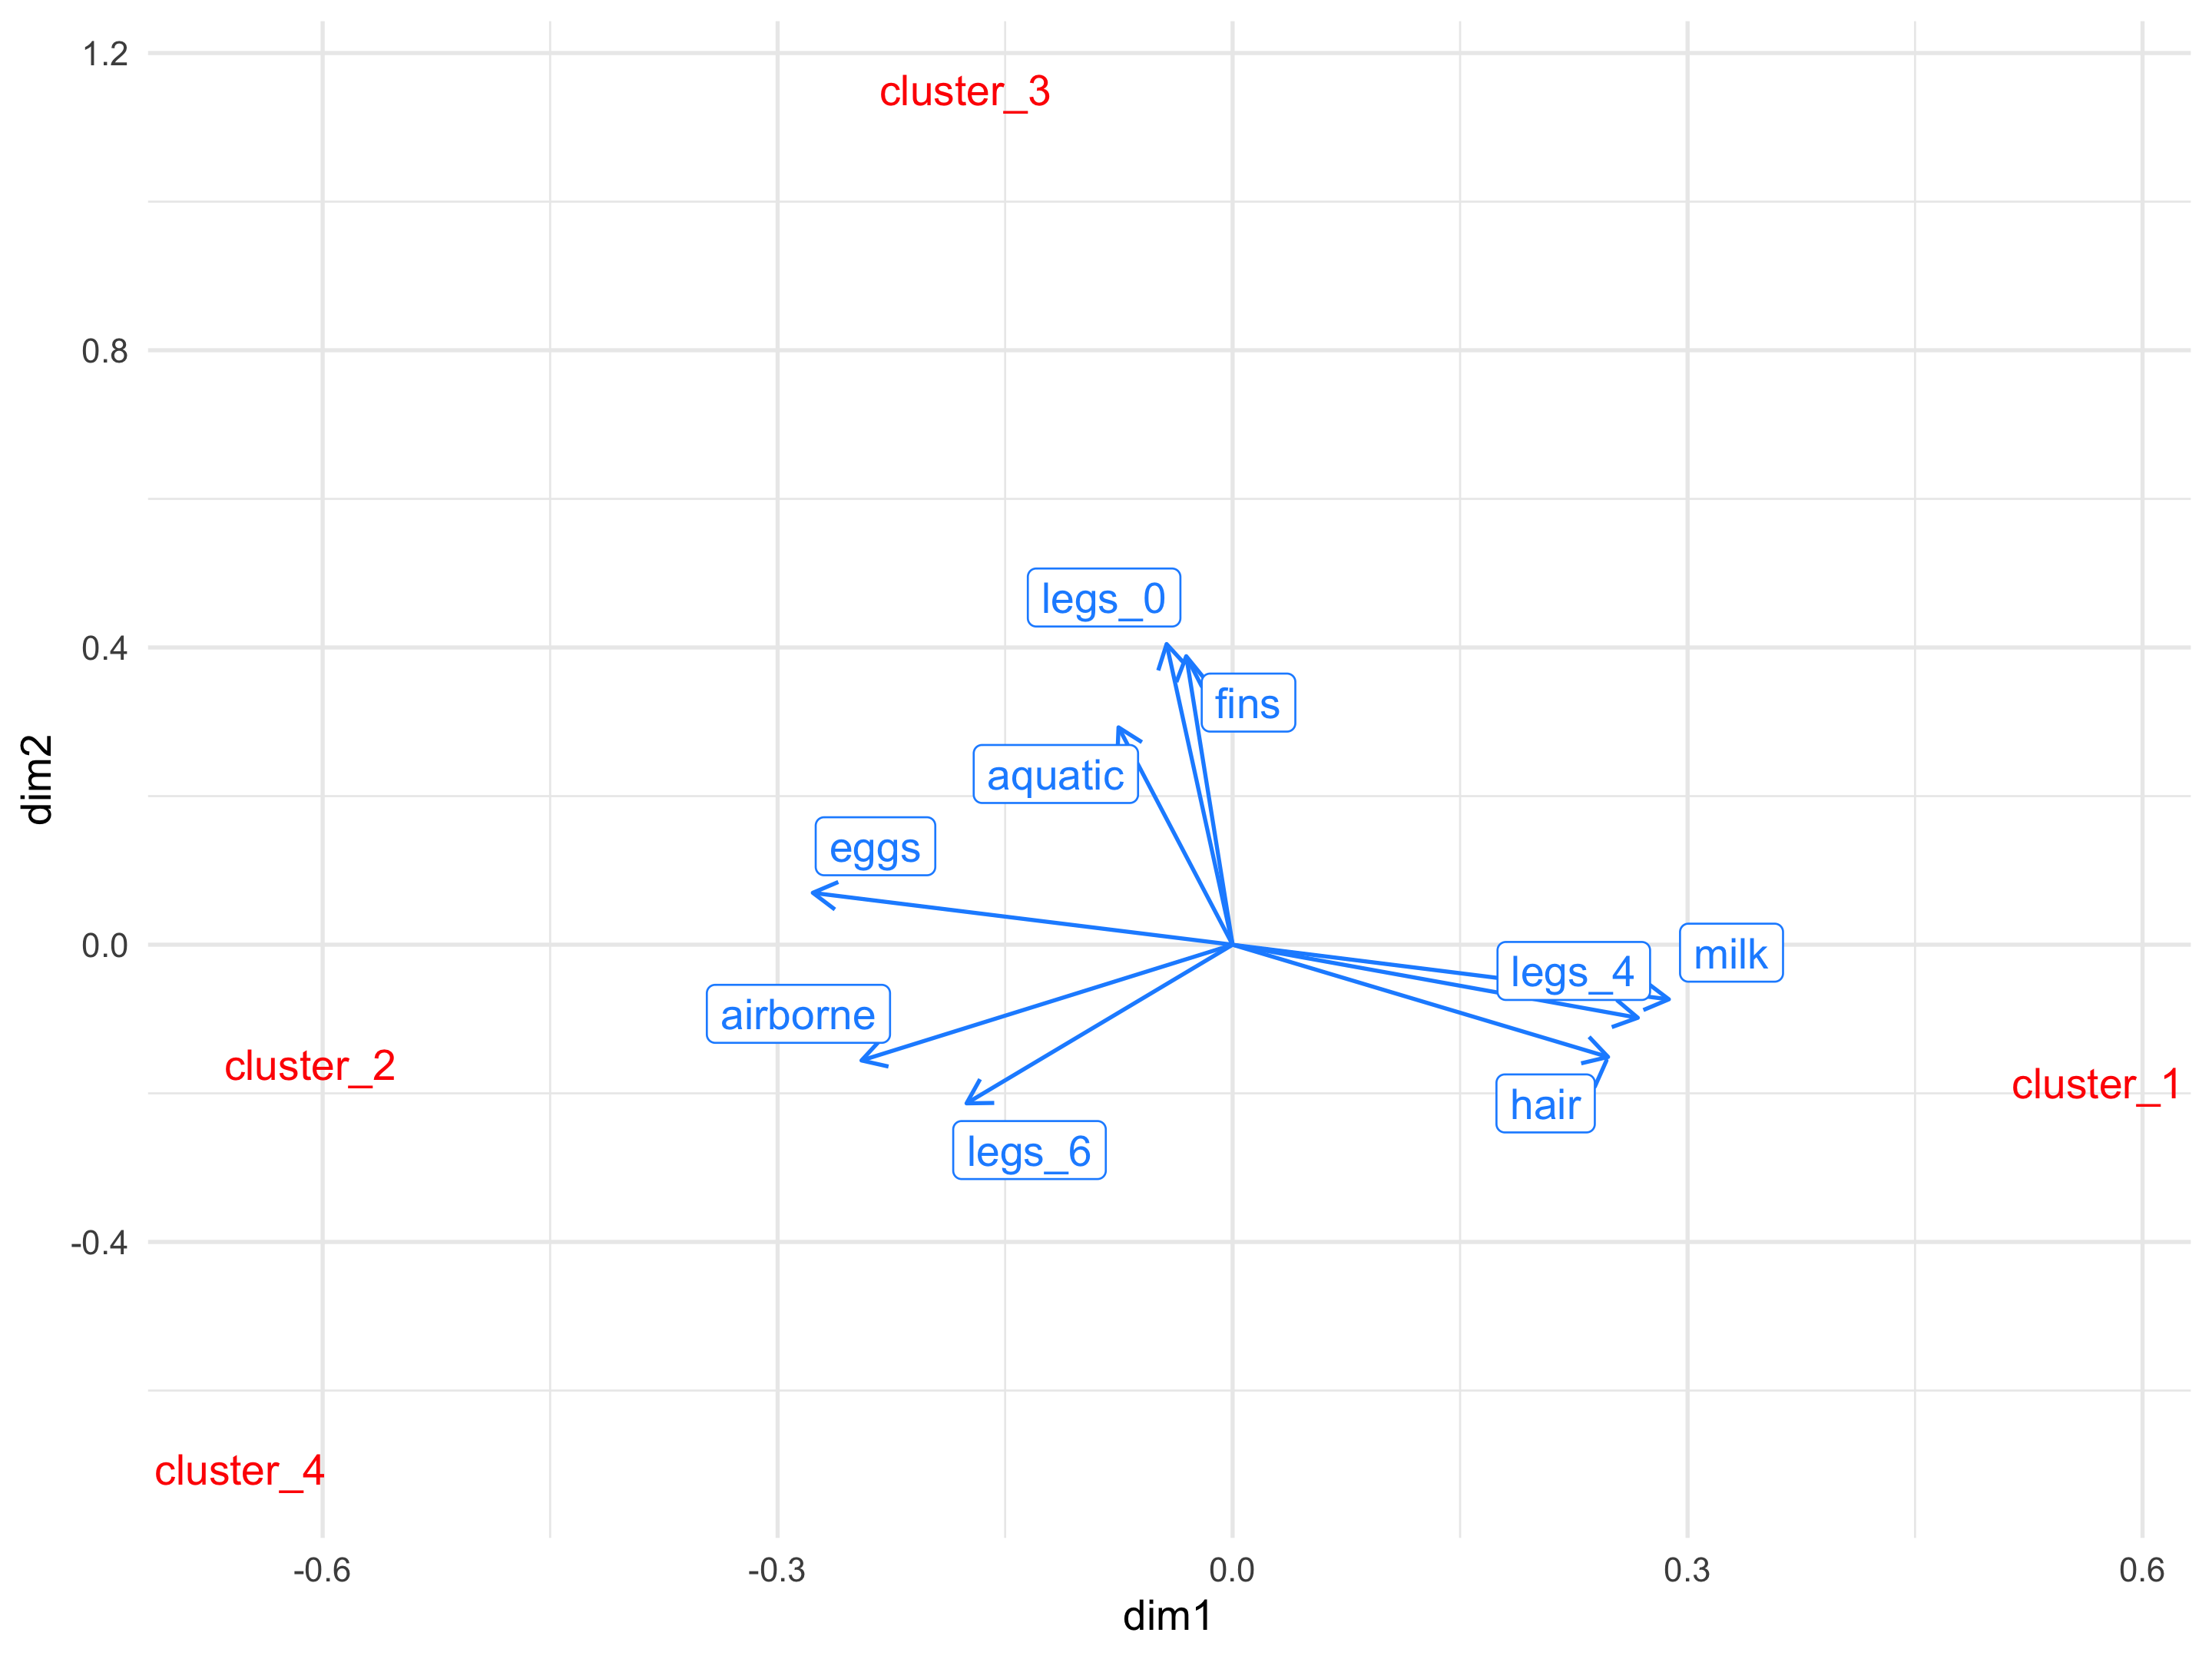 1.2
cluster_3
0.8
legs_0
0.4
fins
aquatic
dim2
eggs
0.0
milk
legs_4
airborne
cluster_2
cluster_1
hair
legs_6
-0.4
cluster_4
-0.6 -0.3 0.0 0.3 0.6
dim1